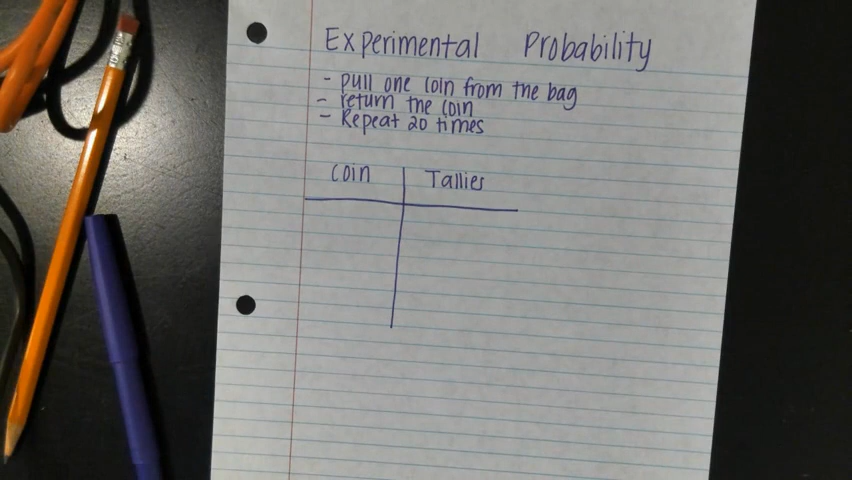 Experimental Probability
- pull one coin from the bag
- return the coin
- Repeat 20 times
coin Tallies